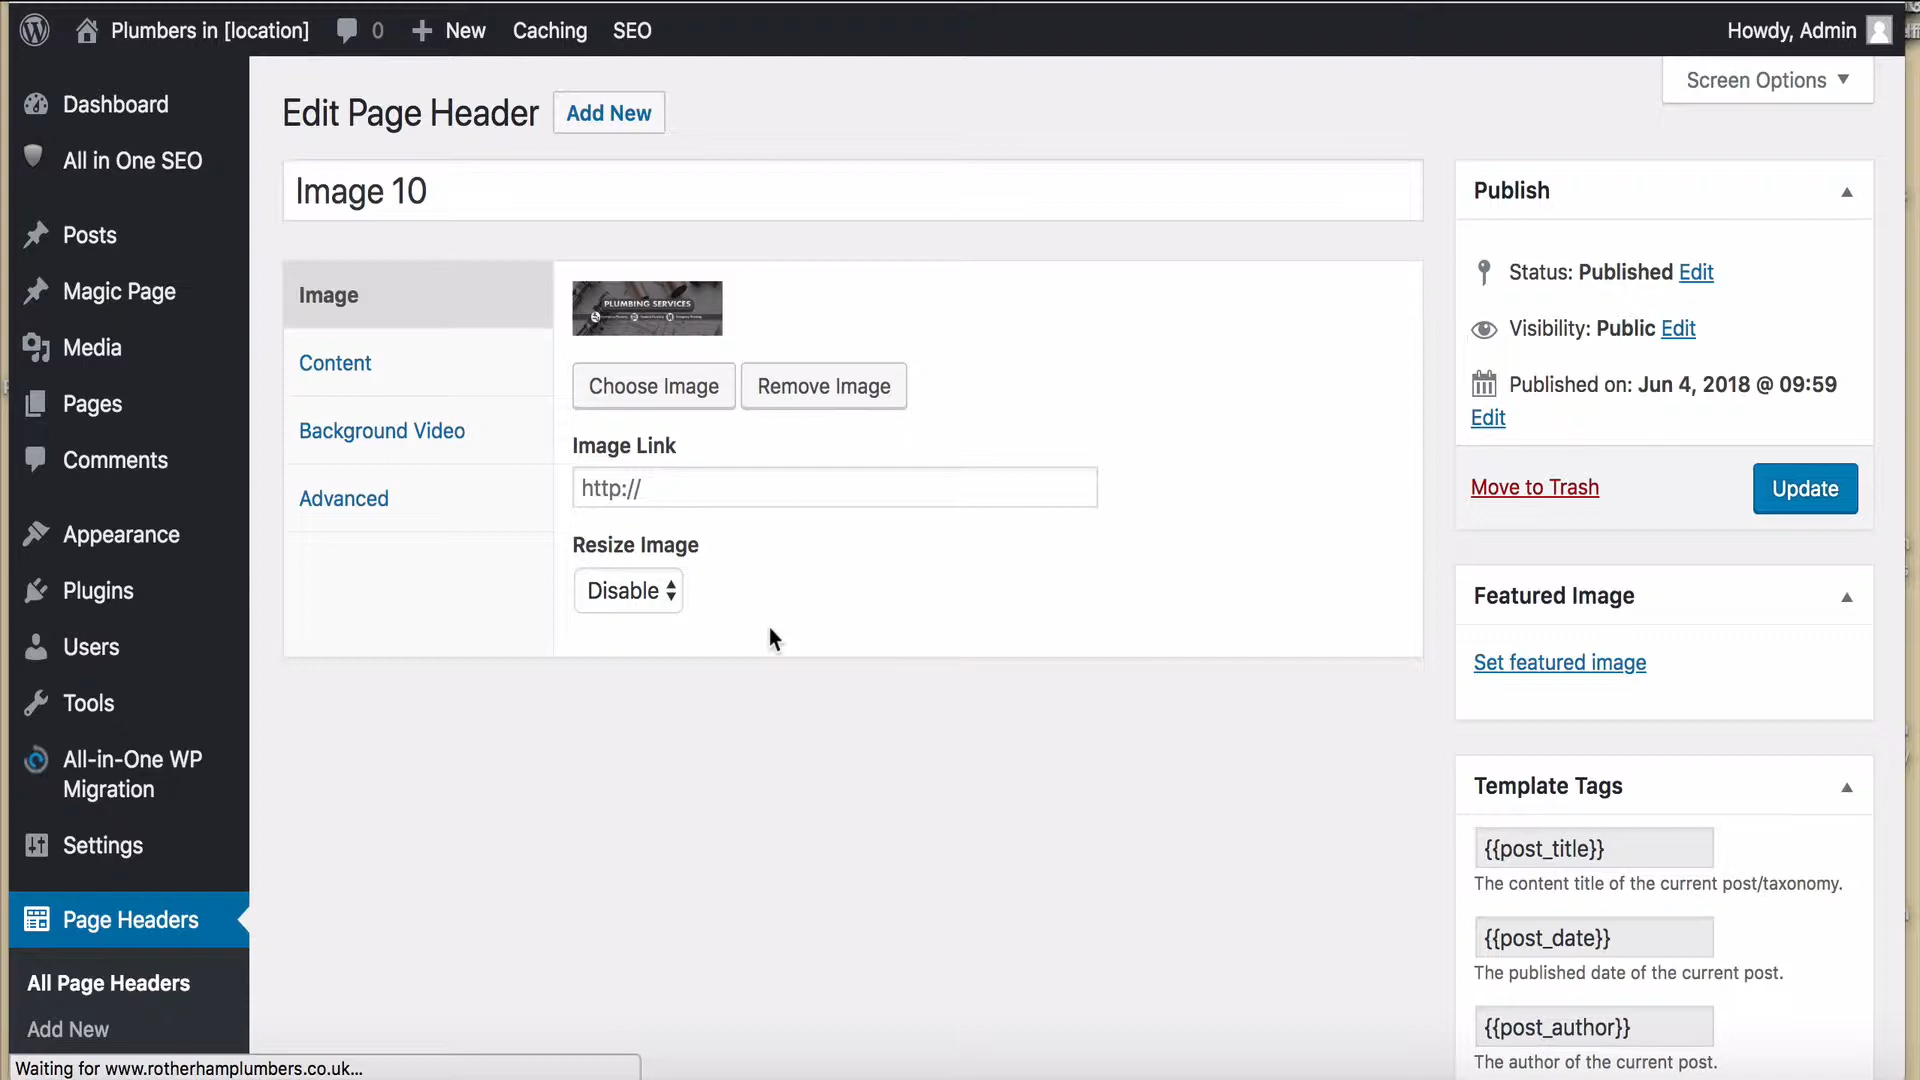 Plumbers in [location]
0
New
Caching
SEO
Howdy, Admin
Screen Options
Dashboard
All in One SEO
Posts
Magic Page
Media
Pages
Comments
Appearance
Plugins
Users
Tools
All-in-One WP
Migration
Settings
Page Headers
All Page Headers
Add New
Edit Page Header
Add New
Image 10
Image
Content
Background Video
Advanced
PLUMBING SERVICES
Choose Image
Remove Image
Image Link
http://
Resize Image
Disable
Publish
Status: Published Edit
Visibility: Public Edit
Published on: Jun 4, 2018 @ 09:59
Edit
Move to Trash
Update
Featured Image
Set featured image
Template Tags
{{post_title}}
The content title of the current post/taxonomy.
{{post_date}}
The published date of the current post.
{{post_author}}
The author of the current post.
Waiting for www.rotherhamplumbers.co.uk...